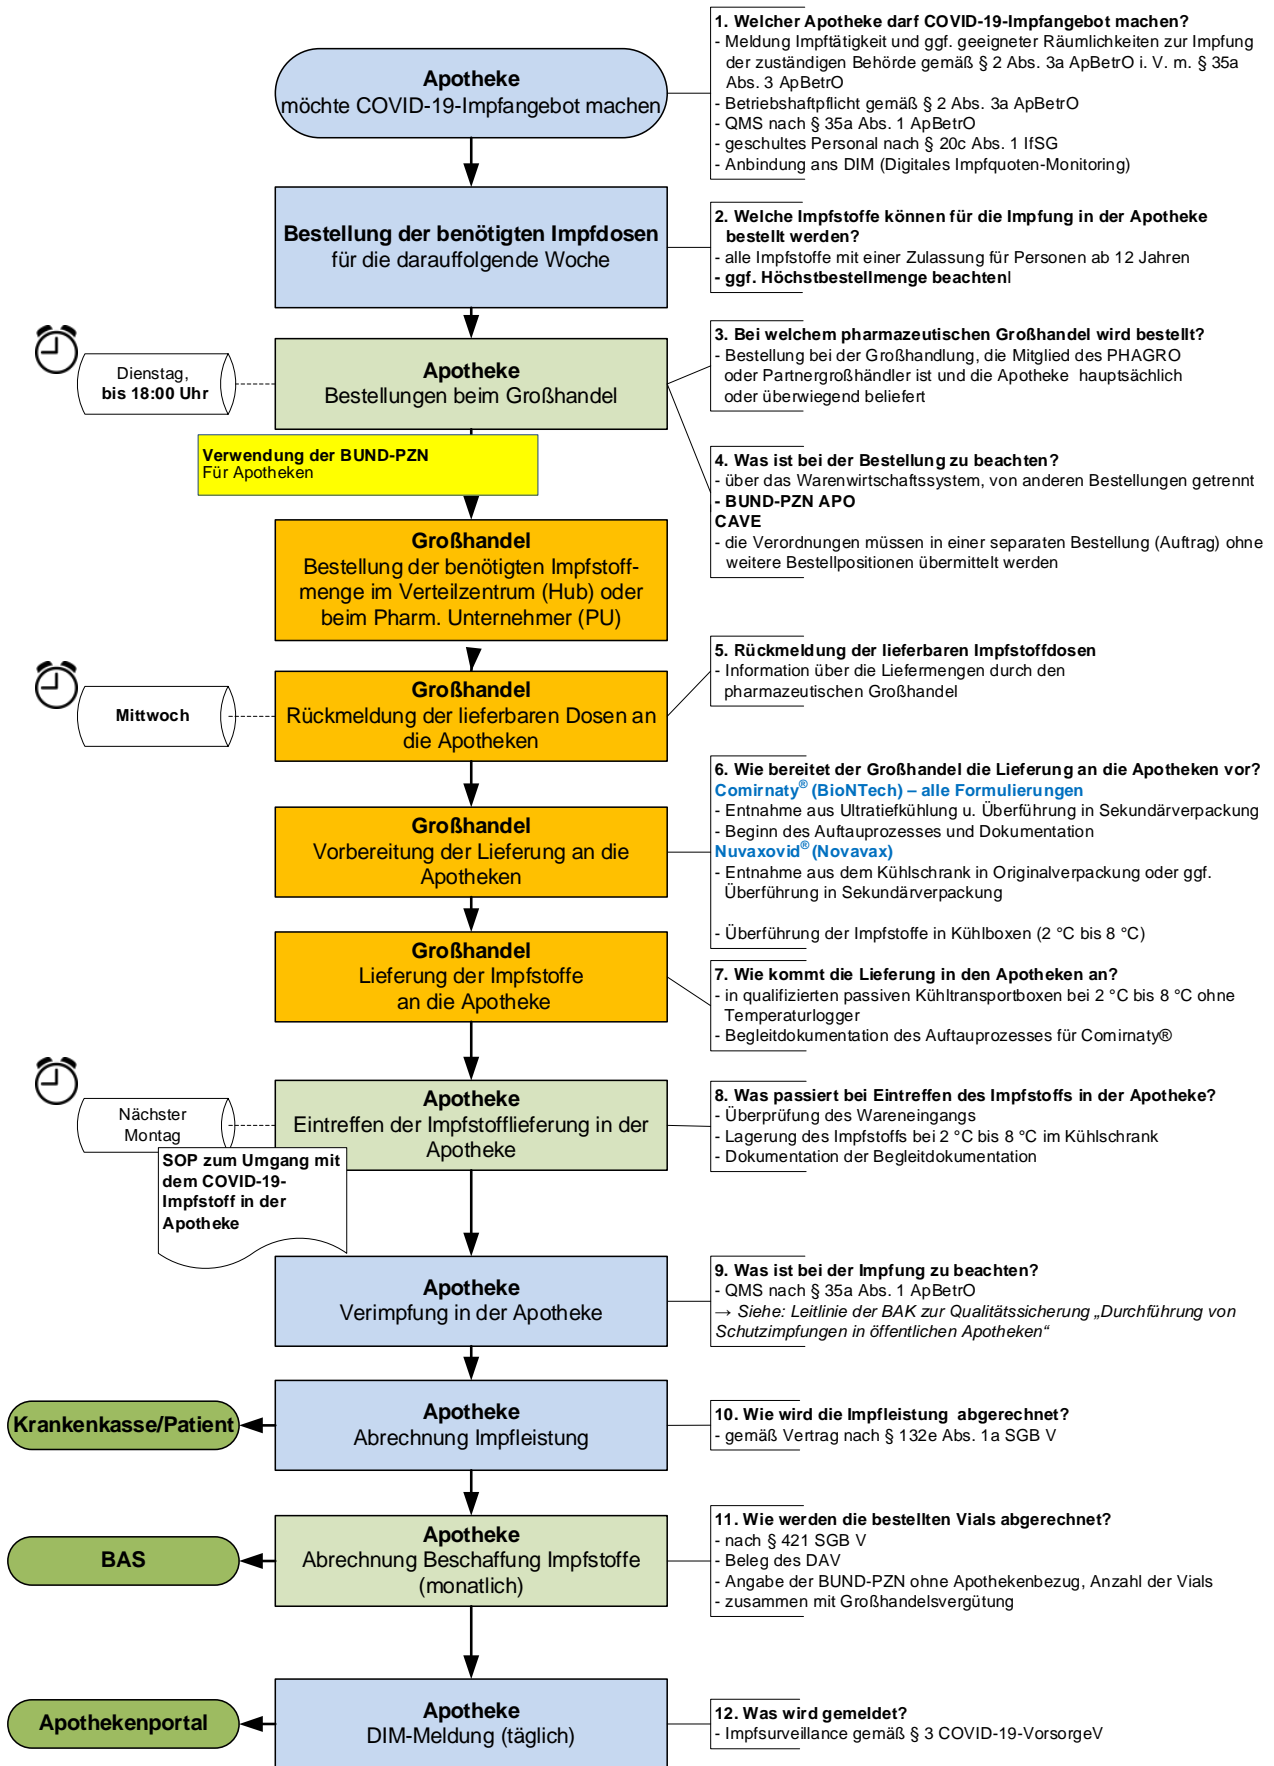 Apotheke
möchte COVID-19-Impfangebot machen
1. Welcher Apotheke darf COVID-19-Impfangebot machen?
- Meldung Impftätigkeit und ggf. geeigneter Räumlichkeiten zur Impfung
der zuständigen Behörde gemäß § 2 Abs. 3a ApBetrO i. V. m. § 35a
Abs. 3 ApBetrO
- Betriebshaftpflicht gemäß § 2 Abs. 3a ApBetrO
- QMS nach § 35a Abs. 1 ApBetrO
- geschultes Personal nach § 20c Abs. 1 IfSG
- Anbindung ans DIM (Digitales Impfquoten-Monitoring)
Bestellung der benötigten Impfdosen
für die darauffolgende Woche
2. Welche Impfstoffe können für die Impfung in der Apotheke
bestellt werden?
- alle Impfstoffe mit einer Zulassung für Personen ab 12 Jahren
- ggf. Höchstbestellmenge beachten!
Dienstag,
bis 18:00 Uhr
Apotheke
Bestellungen beim Großhandel
3. Bei welchem pharmazeutischen Großhandel wird bestellt?
- Bestellung bei der Großhandlung, die Mitglied des PHAGRO
oder Partnergroßhändler ist und die Apotheke hauptsächlich
oder überwiegend beliefert
Verwendung der BUND-PZN
Für Apotheken
4. Was ist bei der Bestellung zu beachten?
- über das Warenwirtschaftssystem, von anderen Bestellungen getrennt
- BUND-PZN APO
CAVE
- die Verordnungen müssen in einer separaten Bestellung (Auftrag) ohne
weitere Bestellpositionen übermittelt werden
Großhandel
Bestellung der benötigten Impfstoff-
menge im Verteilzentrum (Hub) oder
beim Pharm. Unternehmer (PU)
Mittwoch
Großhandel
Rückmeldung der lieferbaren Dosen an
die Apotheken
5. Rückmeldung der lieferbaren Impfstoffdosen
- Information über die Liefermengen durch den
pharmazeutischen Großhandel
Großhandel
Vorbereitung der Lieferung an die
Apotheken
6. Wie bereitet der Großhandel die Lieferung an die Apotheken vor?
Comirnaty® (BioNTech) – alle Formulierungen
- Entnahme aus Ultratiefkühlung u. Überführung in Sekundärverpackung
- Beginn des Auftauprozesses und Dokumentation
Nuvaxovid® (Novavax)
- Entnahme aus dem Kühlschrank in Originalverpackung oder ggf.
Überführung in Sekundärverpackung
- Überführung der Impfstoffe in Kühlboxen (2 °C bis 8 °C)
Großhandel
Lieferung der Impfstoffe
an die Apotheke
7. Wie kommt die Lieferung in den Apotheken an?
- in qualifizierten passiven Kühltransportboxen bei 2 °C bis 8 °C ohne
Temperaturlogger
- Begleitdokumentation des Auftauprozesses für Comirnaty®
Nächster
Montag
Apotheke
Eintreffen der Impfstofflieferung in der
Apotheke
8. Was passiert bei Eintreffen des Impfstoffs in der Apotheke?
- Überprüfung des Wareneingangs
- Lagerung des Impfstoffs bei 2 °C bis 8 °C im Kühlschrank
- Dokumentation der Begleitdokumentation
SOP zum Umgang mit
dem COVID-19-
Impfstoff in der
Apotheke
Apotheke
Verimpfung in der Apotheke
9. Was ist bei der Impfung zu beachten?
- QMS nach § 35a Abs. 1 ApBetrO
→ Siehe: Leitlinie der BAK zur Qualitätssicherung „Durchführung von
Schutzimpfungen in öffentlichen Apotheken“
Krankenkasse/Patient
Apotheke
Abrechnung Impfleistung
10. Wie wird die Impfleistung abgerechnet?
- gemäß Vertrag nach § 132e Abs. 1a SGB V
BAS
Apotheke
Abrechnung Beschaffung Impfstoffe
(monatlich)
11. Wie werden die bestellten Vials abgerechnet?
- nach § 421 SGB V
- Beleg des DAV
- Angabe der BUND-PZN ohne Apothekenbezug, Anzahl der Vials
- zusammen mit Großhandelsvergütung
Apothekenportal
Apotheke
DIM-Meldung (täglich)
12. Was wird gemeldet?
- Impfsurveillance gemäß § 3 COVID-19-VorsorgeV